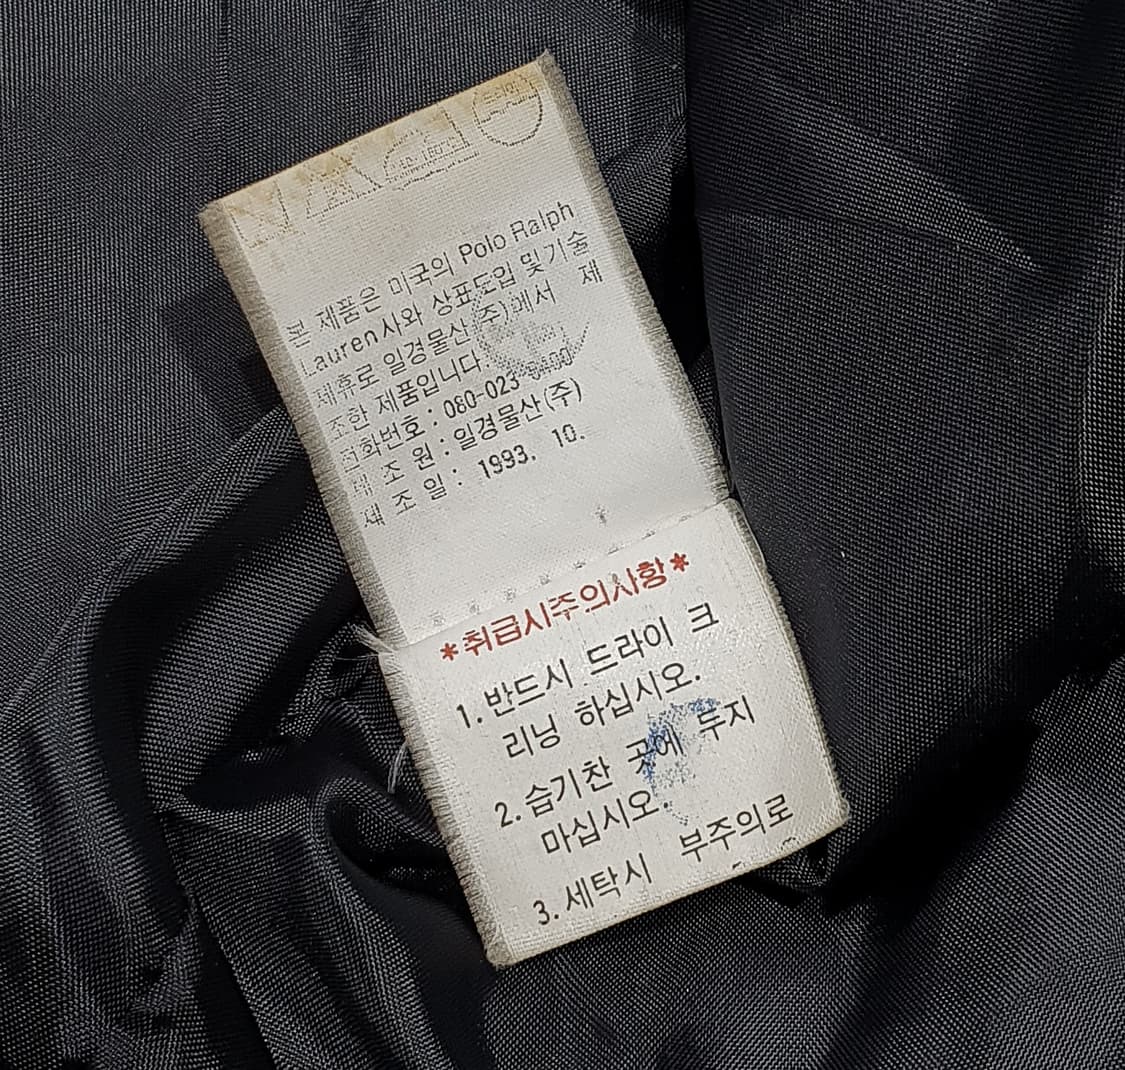 본 제품은 미국의 Polo Ralph
Lauren사와 상표도입 및 기술
제휴로 일경물산(주)에서 제
조한 제품입니다.
전화번호 : 080-023-
제 조 원 : 일경물산(주)
제 조 일 : 1993. 10.
*취급시주의사항*
1. 반드시 드라이 크
리닝 하십시오.
2. 습기찬 곳에 두지
마십시오.
3. 세탁시 부주의로